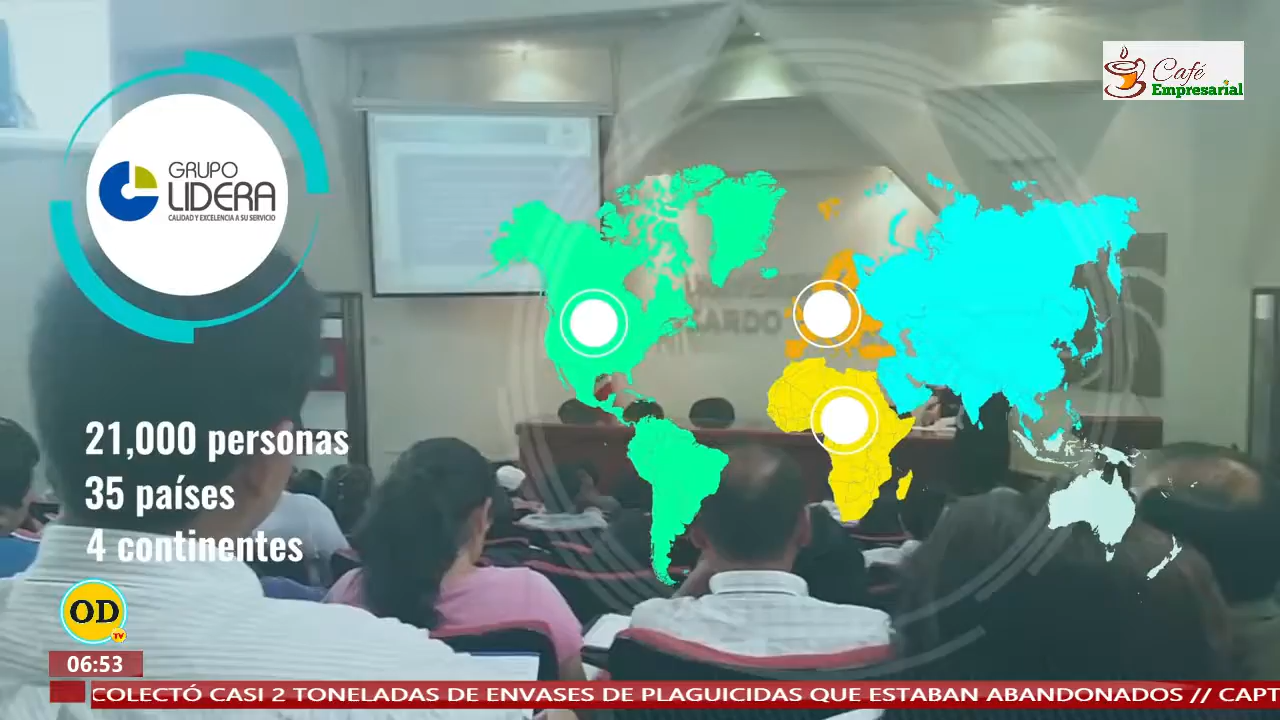 GRUPO
LIDERA
CALIDAD Y EXCELENCIA A SU SERVICIO
Café
Empresarial
ARDO
21,000 personas
35 países
4 continentes
OD
TV
06:53
COLECTÓ CASI 2 TONELADAS DE ENVASES DE PLAGUICIDAS QUE ESTABAN ABANDONADOS // CAPT